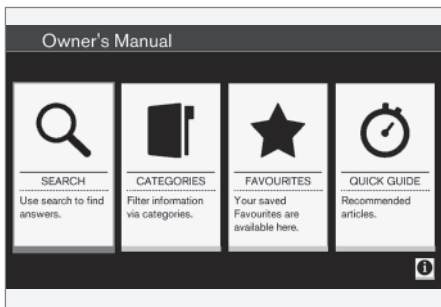 Owner's Manual
SEARCH
Use search to find
answers.
CATEGORIES
Filter information
via categories.
FAVOURITES
Your saved
Favourites are
available here.
QUICK GUIDE
Recommended
articles.